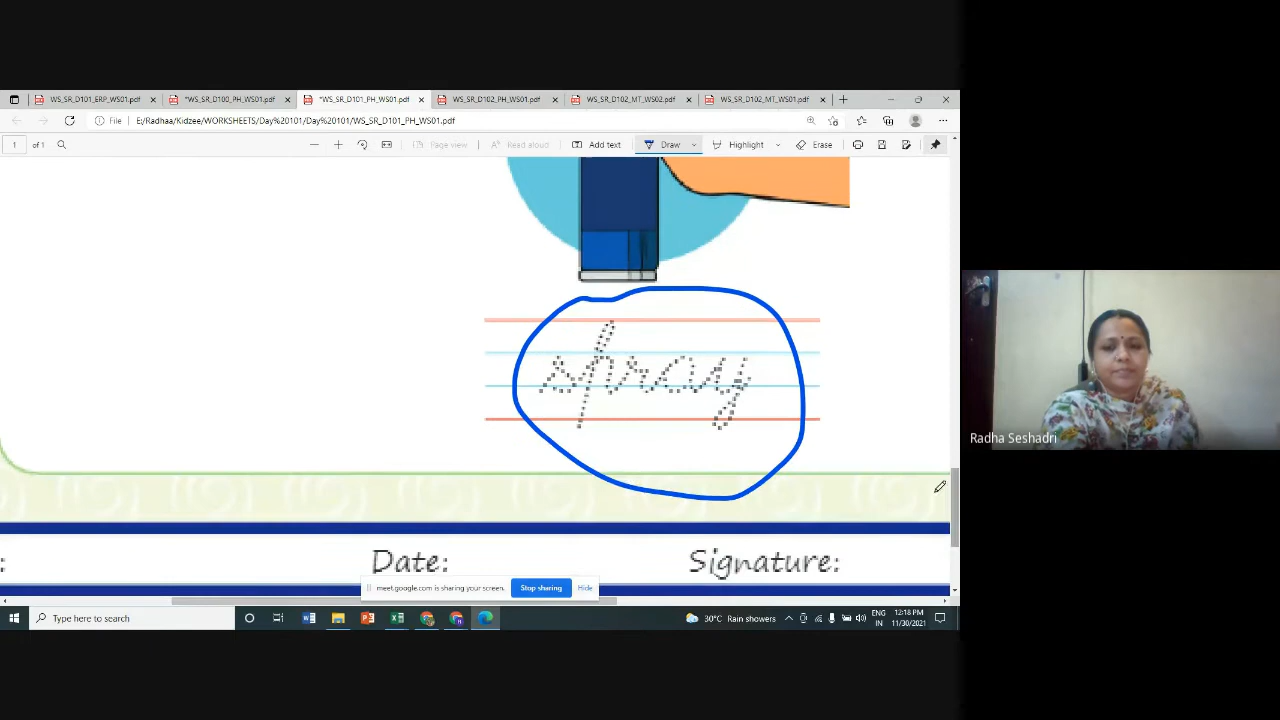 WS_SR_D101_ERP_WS01.pdf *WS_SR_D100_PH_WS01.pdf *WS_SR_D101_PH_WS01.pdf WS_SR_D102_PH_WS01.pdf WS_SR_D102_MT_WS02.pdf WS_SR_D102_MT_WS01.pdf
File E:/Radhaa/Kidzee/WORKSHEETS/Day%20101/Day%20101/WS_SR_D101_PH_WS01.pdf
1 of 1 Page view Read aloud Add text Draw Highlight Erase
spray
Radha Seshadri
: Date: Signature:
meet.google.com is sharing your screen. Stop sharing Hide
Type here to search 30°C Rain showers ENG IN 12:18 PM 11/30/2021